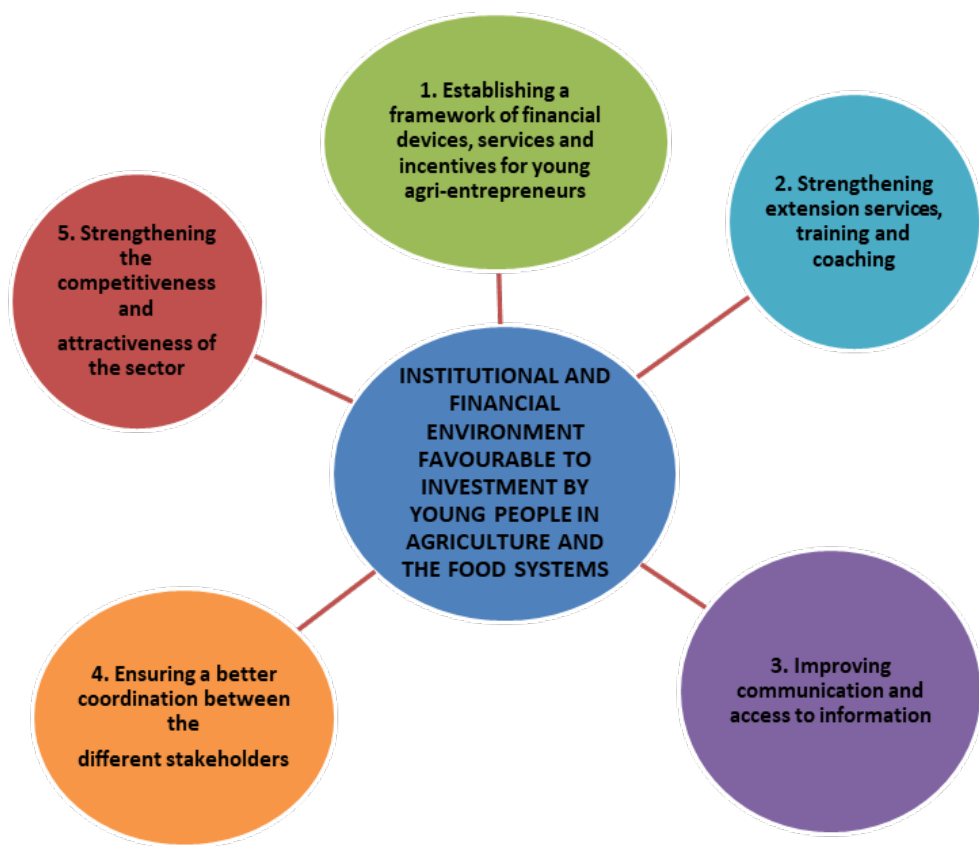 1. Establishing a
framework of financial
devices, services and
incentives for young
agri-entrepreneurs
2. Strengthening
extension services,
training and
coaching
3. Improving
communication and
access to information
4. Ensuring a better
coordination between
the
different stakeholders
5. Strengthening
the
competitiveness
and
attractiveness of
the sector
INSTITUTIONAL AND
FINANCIAL
ENVIRONMENT
FAVOURABLE TO
INVESTMENT BY
YOUNG PEOPLE IN
AGRICULTURE AND
THE FOOD SYSTEMS